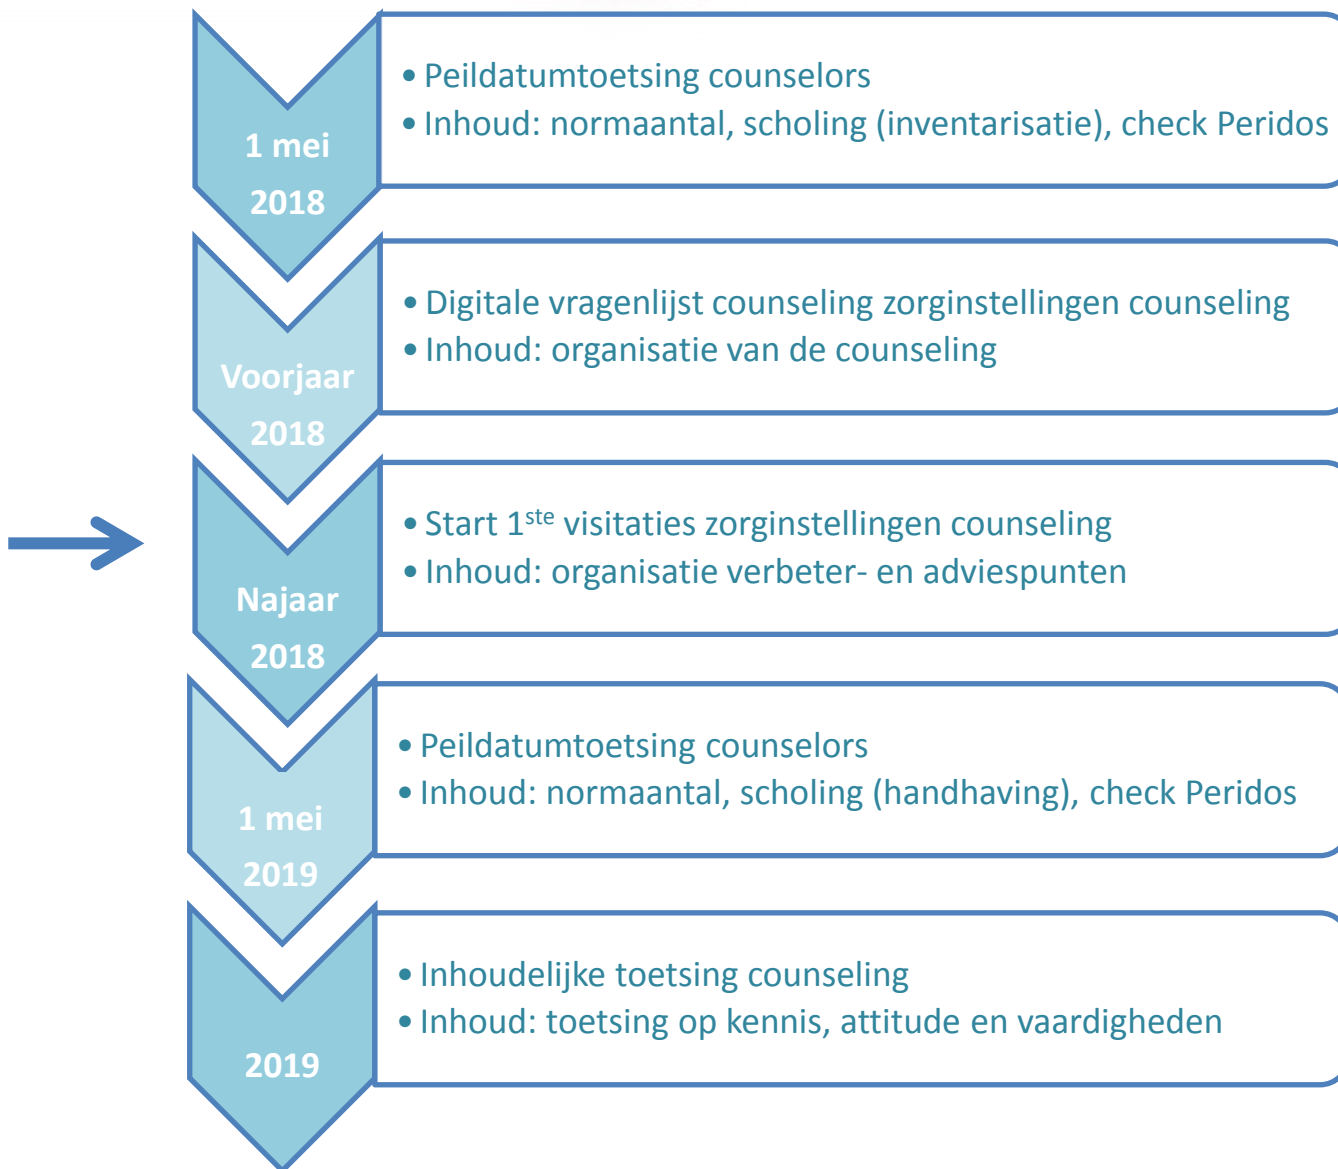 1 mei
2018
• Peildatumtoetsing counselors
• Inhoud: normaantal, scholing (inventarisatie), check Peridos
Voorjaar
2018
• Digitale vragenlijst counseling zorginstellingen counseling
• Inhoud: organisatie van de counseling
Najaar
2018
• Start 1ste visitaties zorginstellingen counseling
• Inhoud: organisatie verbeter- en adviespunten
1 mei
2019
• Peildatumtoetsing counselors
• Inhoud: normaantal, scholing (handhaving), check Peridos
2019
• Inhoudelijke toetsing counseling
• Inhoud: toetsing op kennis, attitude en vaardigheden